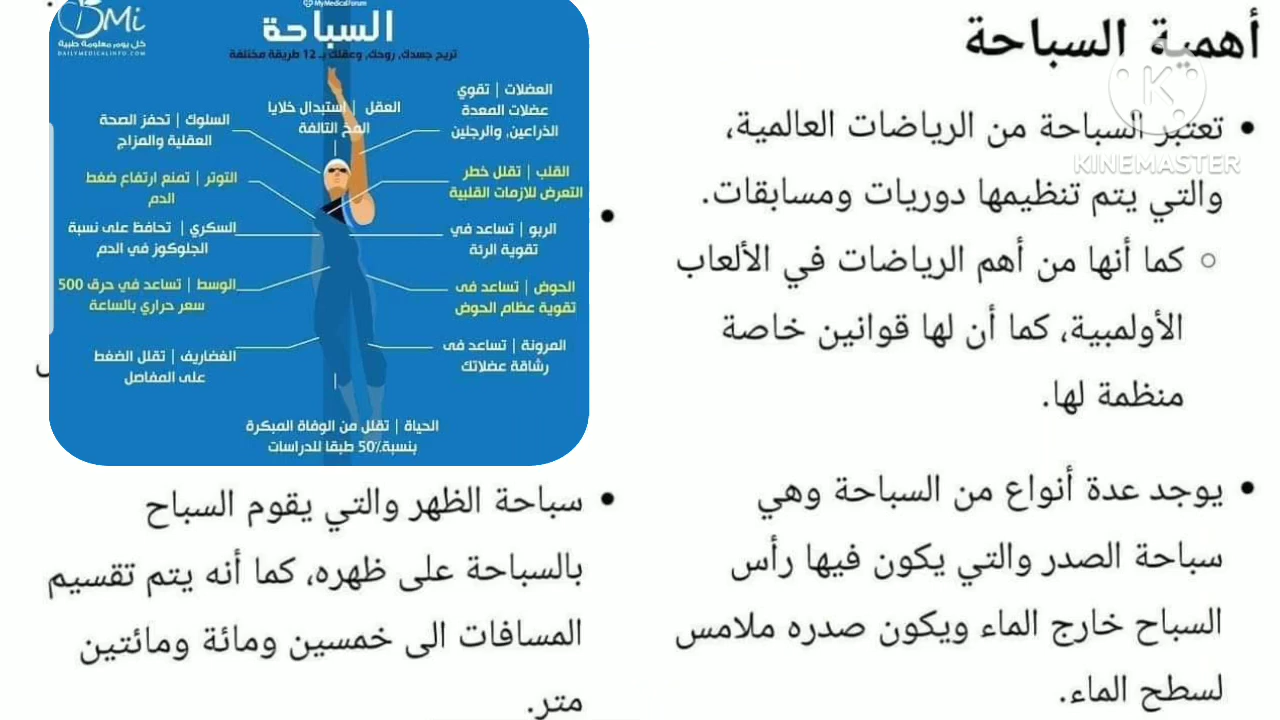 أهمية السباحة
تعتبر السباحة من الرياضات العالمية،
والتي يتم تنظيمها دوريات ومسابقات.
كما أنها من أهم الرياضات في الألعاب
الأولمبية، كما أن لها قوانين خاصة
منظمة لها.
يوجد عدة أنواع من السباحة وهي
سباحة الصدر والتي يكون فيها رأس
السباح خارج الماء ويكون صدره ملامس
لسطح الماء.
KINEMASTER
MyMedicalForum
DMi
كل يوم معلومة طبية
DAILYMEDICALINFO.COM
السباحة
تريح جسدك, روحك, وعقلك بـ 12 طريقة مختلفة
العضلات | تقوي
عضلات المعدة
الذراعين, والرجلين
العقل | إستبدال خلايا
المخ التالفة
السلوك | تحفز الصحة
العقلية والمزاج
القلب | تقلل خطر
التعرض للازمات القلبية
التوتر | تمنع ارتفاع ضغط
الدم
الربو | تساعد في
تقوية الرئة
السكري | تحافظ على نسبة
الجلوكوز في الدم
الحوض | تساعد فى
تقوية عظام الحوض
الوسط | تساعد في حرق 500
سعر حراري بالساعة
المرونة | تساعد فى
رشاقة عضلاتك
الغضاريف | تقلل الضغط
على المفاصل
الحياة | تقلل من الوفاة المبكرة
بنسبة 50٪ طبقا للدراسات
سباحة الظهر والتي يقوم السباح
بالسباحة على ظهره، كما أنه يتم تقسيم
المسافات الى خمسين ومائة ومائتين
متر.